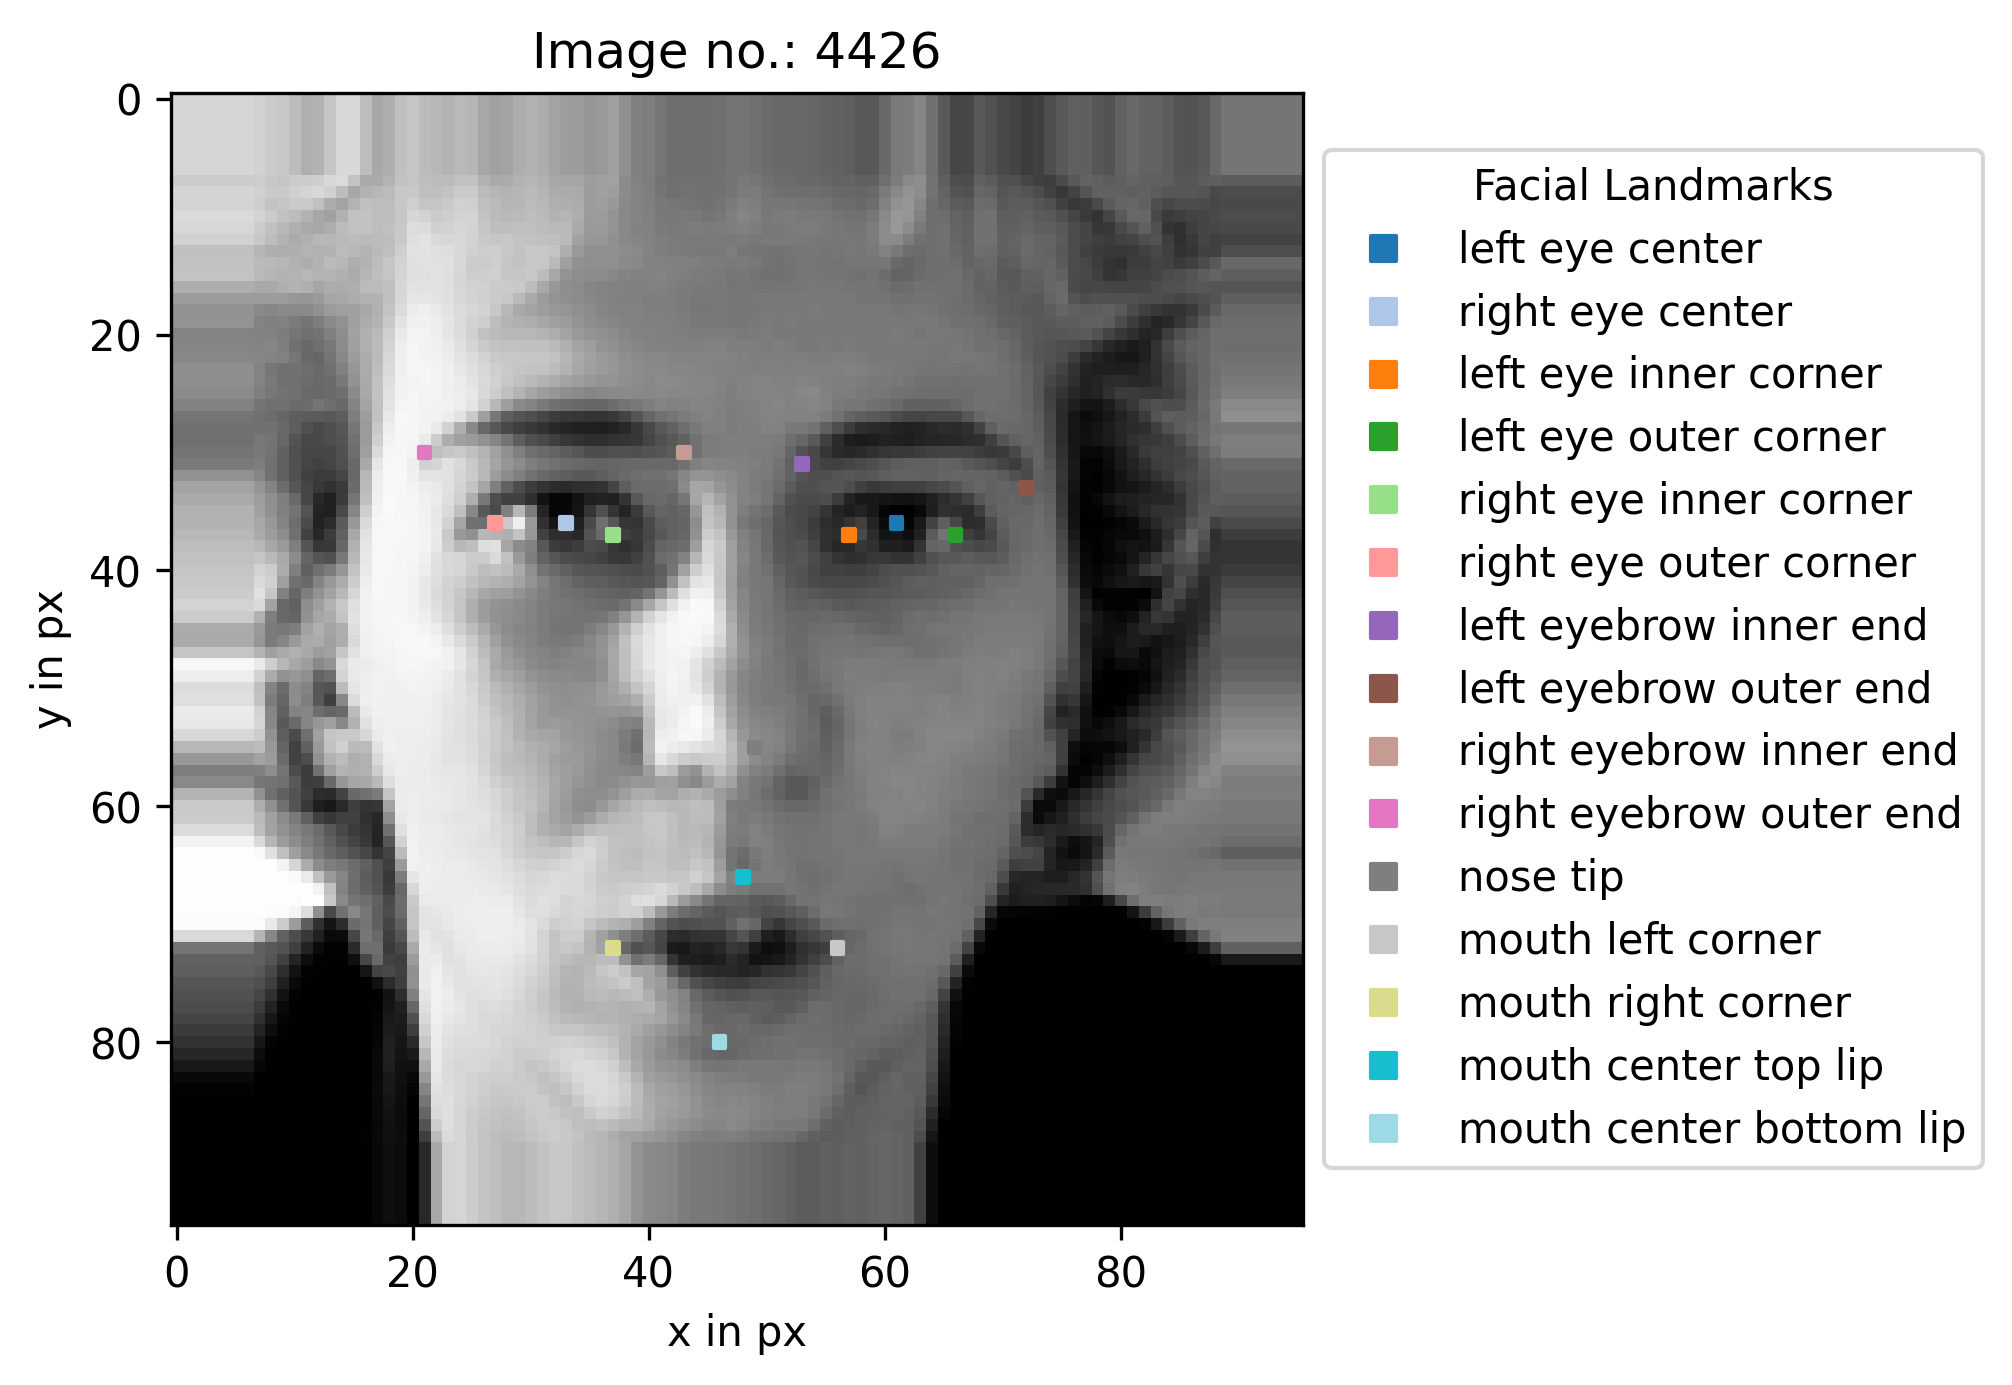 Image no.: 4426
0
20
40
60
80
y in px
0 20 40 60 80
x in px
Facial Landmarks
left eye center
right eye center
left eye inner corner
left eye outer corner
right eye inner corner
right eye outer corner
left eyebrow inner end
left eyebrow outer end
right eyebrow inner end
right eyebrow outer end
nose tip
mouth left corner
mouth right corner
mouth center top lip
mouth center bottom lip